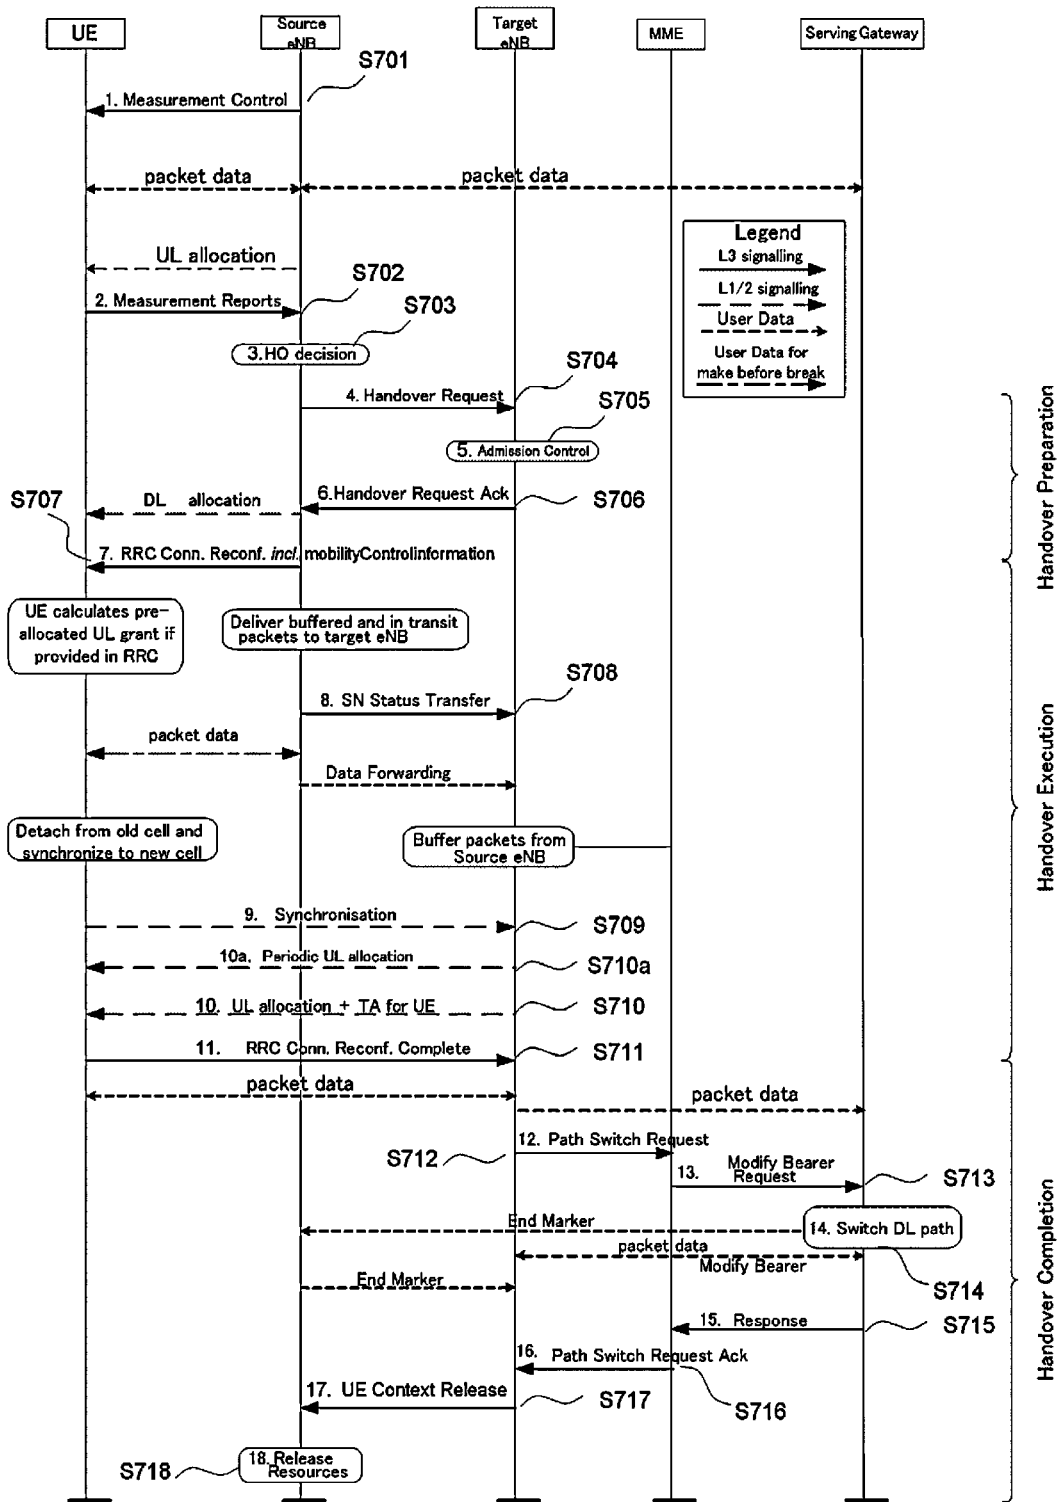 UE
Source
eNB
Target
eNB
MME
Serving Gateway
S701
1. Measurement Control
packet data
packet data
Legend
L3 signalling
L1/2 signalling
User Data
User Data for
make before break
UL allocation
S702
2. Measurement Reports
S703
3.HO decision
S704
4. Handover Request
S705
5. Admission Control
Handover Preparation
S707
DL allocation
6.Handover Request Ack
S706
7. RRC Conn. Reconf. incl. mobilityControlinformation
UE calculates pre-
allocated UL grant if
provided in RRC
Deliver buffered and in transit
packets to target eNB
S708
8. SN Status Transfer
packet data
Data Forwarding
Handover Execution
Detach from old cell and
synchronize to new cell
Buffer packets from
Source eNB
9. Synchronisation
S709
10a. Periodic UL allocation
S710a
10. UL allocation + TA for UE
S710
11. RRC Conn. Reconf. Complete
S711
packet data
packet data
12. Path Switch Request
S712
13. Modify Bearer
Request
S713
End Marker
14. Switch DL path
packet data
Modify Bearer
End Marker
S714
15. Response
S715
16. Path Switch Request Ack
17. UE Context Release
S717
S716
Handover Completion
18. Release
Resources
S718